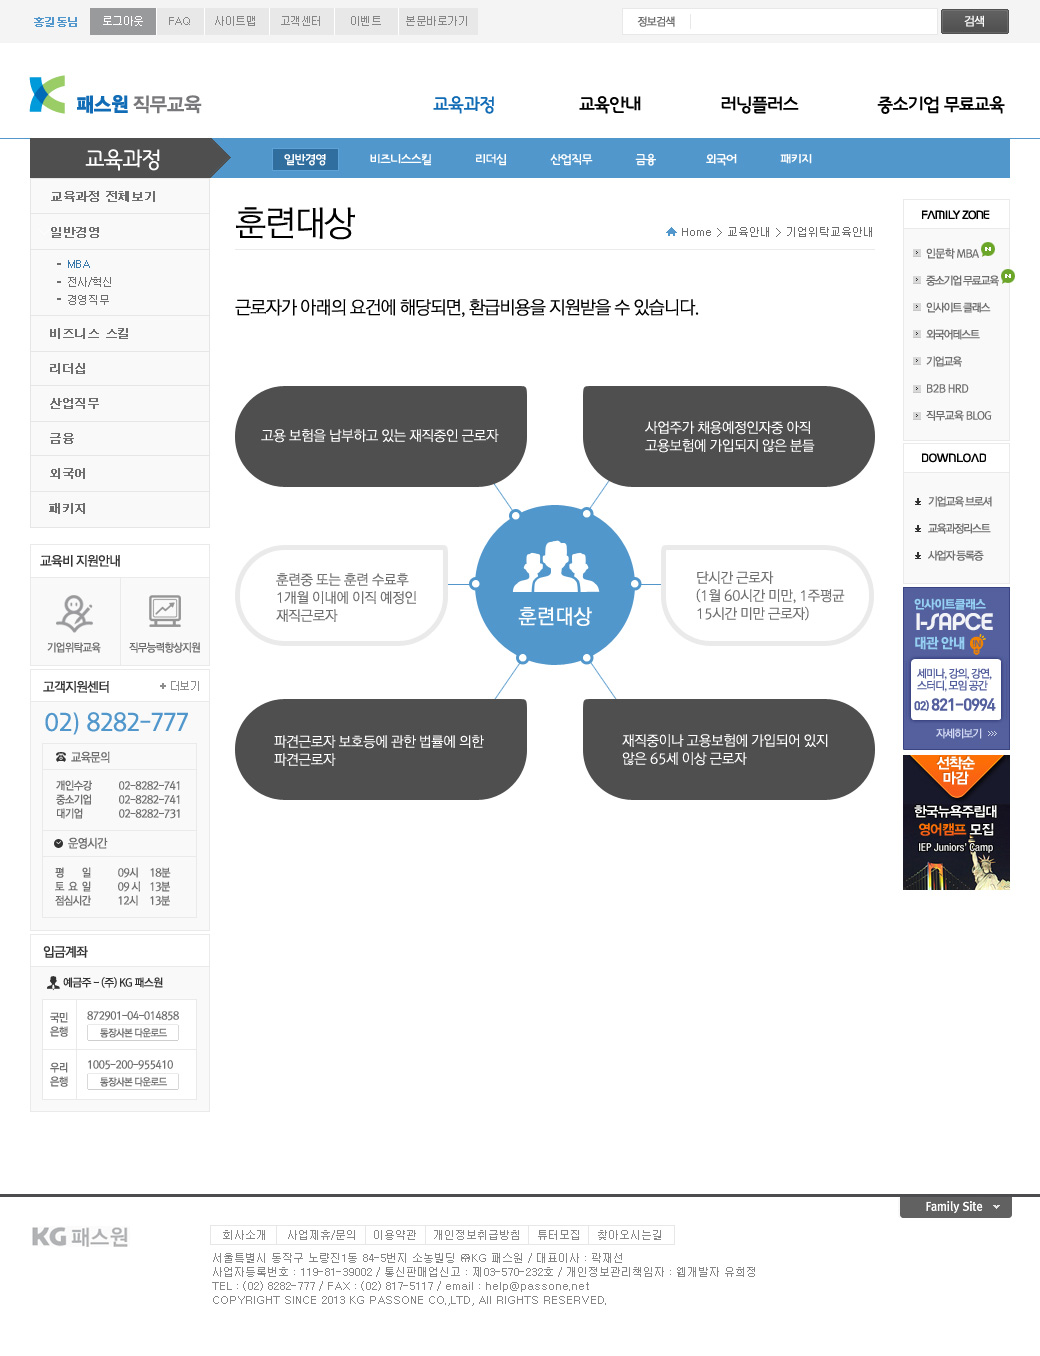 홍길동님
로그아웃
FAQ
사이트맵
고객센터
이벤트
본문바로가기
정보검색
검색
패스원 직무교육
교육과정
교육안내
러닝플러스
중소기업 무료교육
교육과정
일반경영
비즈니스스킬
리더십
산업직무
금융
외국어
패키지
교육과정 전체보기
일반경영
- MBA
- 전사/혁신
- 경영직무
비즈니스 스킬
리더십
산업직무
금융
외국어
패키지
교육비 지원안내
기업위탁교육
직무능력향상지원
고객지원센터
+ 더보기
02) 8282-777
교육문의
개인수강 02-8282-741
중소기업 02-8282-741
대기업 02-8282-731
운영시간
평 일 09시 18분
토 요 일 09 시 13분
점심시간 12시 13분
입금계좌
예금주 - (주) KG 패스원
국민
은행
872901-04-014858
통장사본 다운로드
우리
은행
1005-200-955410
통장사본 다운로드
훈련대상
Home > 교육안내 > 기업위탁교육안내
근로자가 아래의 요건에 해당되면, 환급비용을 지원받을 수 있습니다.
고용 보험을 납부하고 있는 재직중인 근로자
사업주가 채용예정인자중 아직
고용보험에 가입되지 않은 분들
훈련중 또는 훈련 수료후
1개월 이내에 이직 예정인
재직근로자
훈련대상
단시간 근로자
(1월 60시간 미만, 1주평균
15시간 미만 근로자)
파견근로자 보호등에 관한 법률에 의한
파견근로자
재직중이나 고용보험에 가입되어 있지
않은 65세 이상 근로자
FAMILY ZONE
인문학 MBA N
중소기업 무료교육 N
인사이트 클래스
외국어테스트
기업교육
B2B HRD
직무교육 BLOG
DOWNLOAD
기업교육 브로셔
교육과정리스트
사업자 등록증
인사이트클래스
I-SAPCE
대관 안내 IN
세미나, 강의, 강연,
스터디, 모임 공간
02) 821-0994
자세히보기 >>>
선착순
마감
한국뉴욕주립대
영어캠프 모집
IEP Juniors' Camp
Family Site
KG 패스원
회사소개
사업제휴/문의
이용약관
개인정보취급방침
튜터모집
찾아오시는길
서울특별시 동작구 노량진1동 84-5번지 소농빌딩 ㈜KG 패스원 / 대표이사 : 곽재선
사업자등록번호 : 119-81-39002 / 통신판매업신고 : 제03-570-232호 / 개인정보관리책임자 : 웹개발자 유희정
TEL : (02) 8282-777 / FAX : (02) 817-5117 / email : help@passone.net
COPYRIGHT SINCE 2013 KG PASSONE CO.,LTD, All RIGHTS RESERVED.